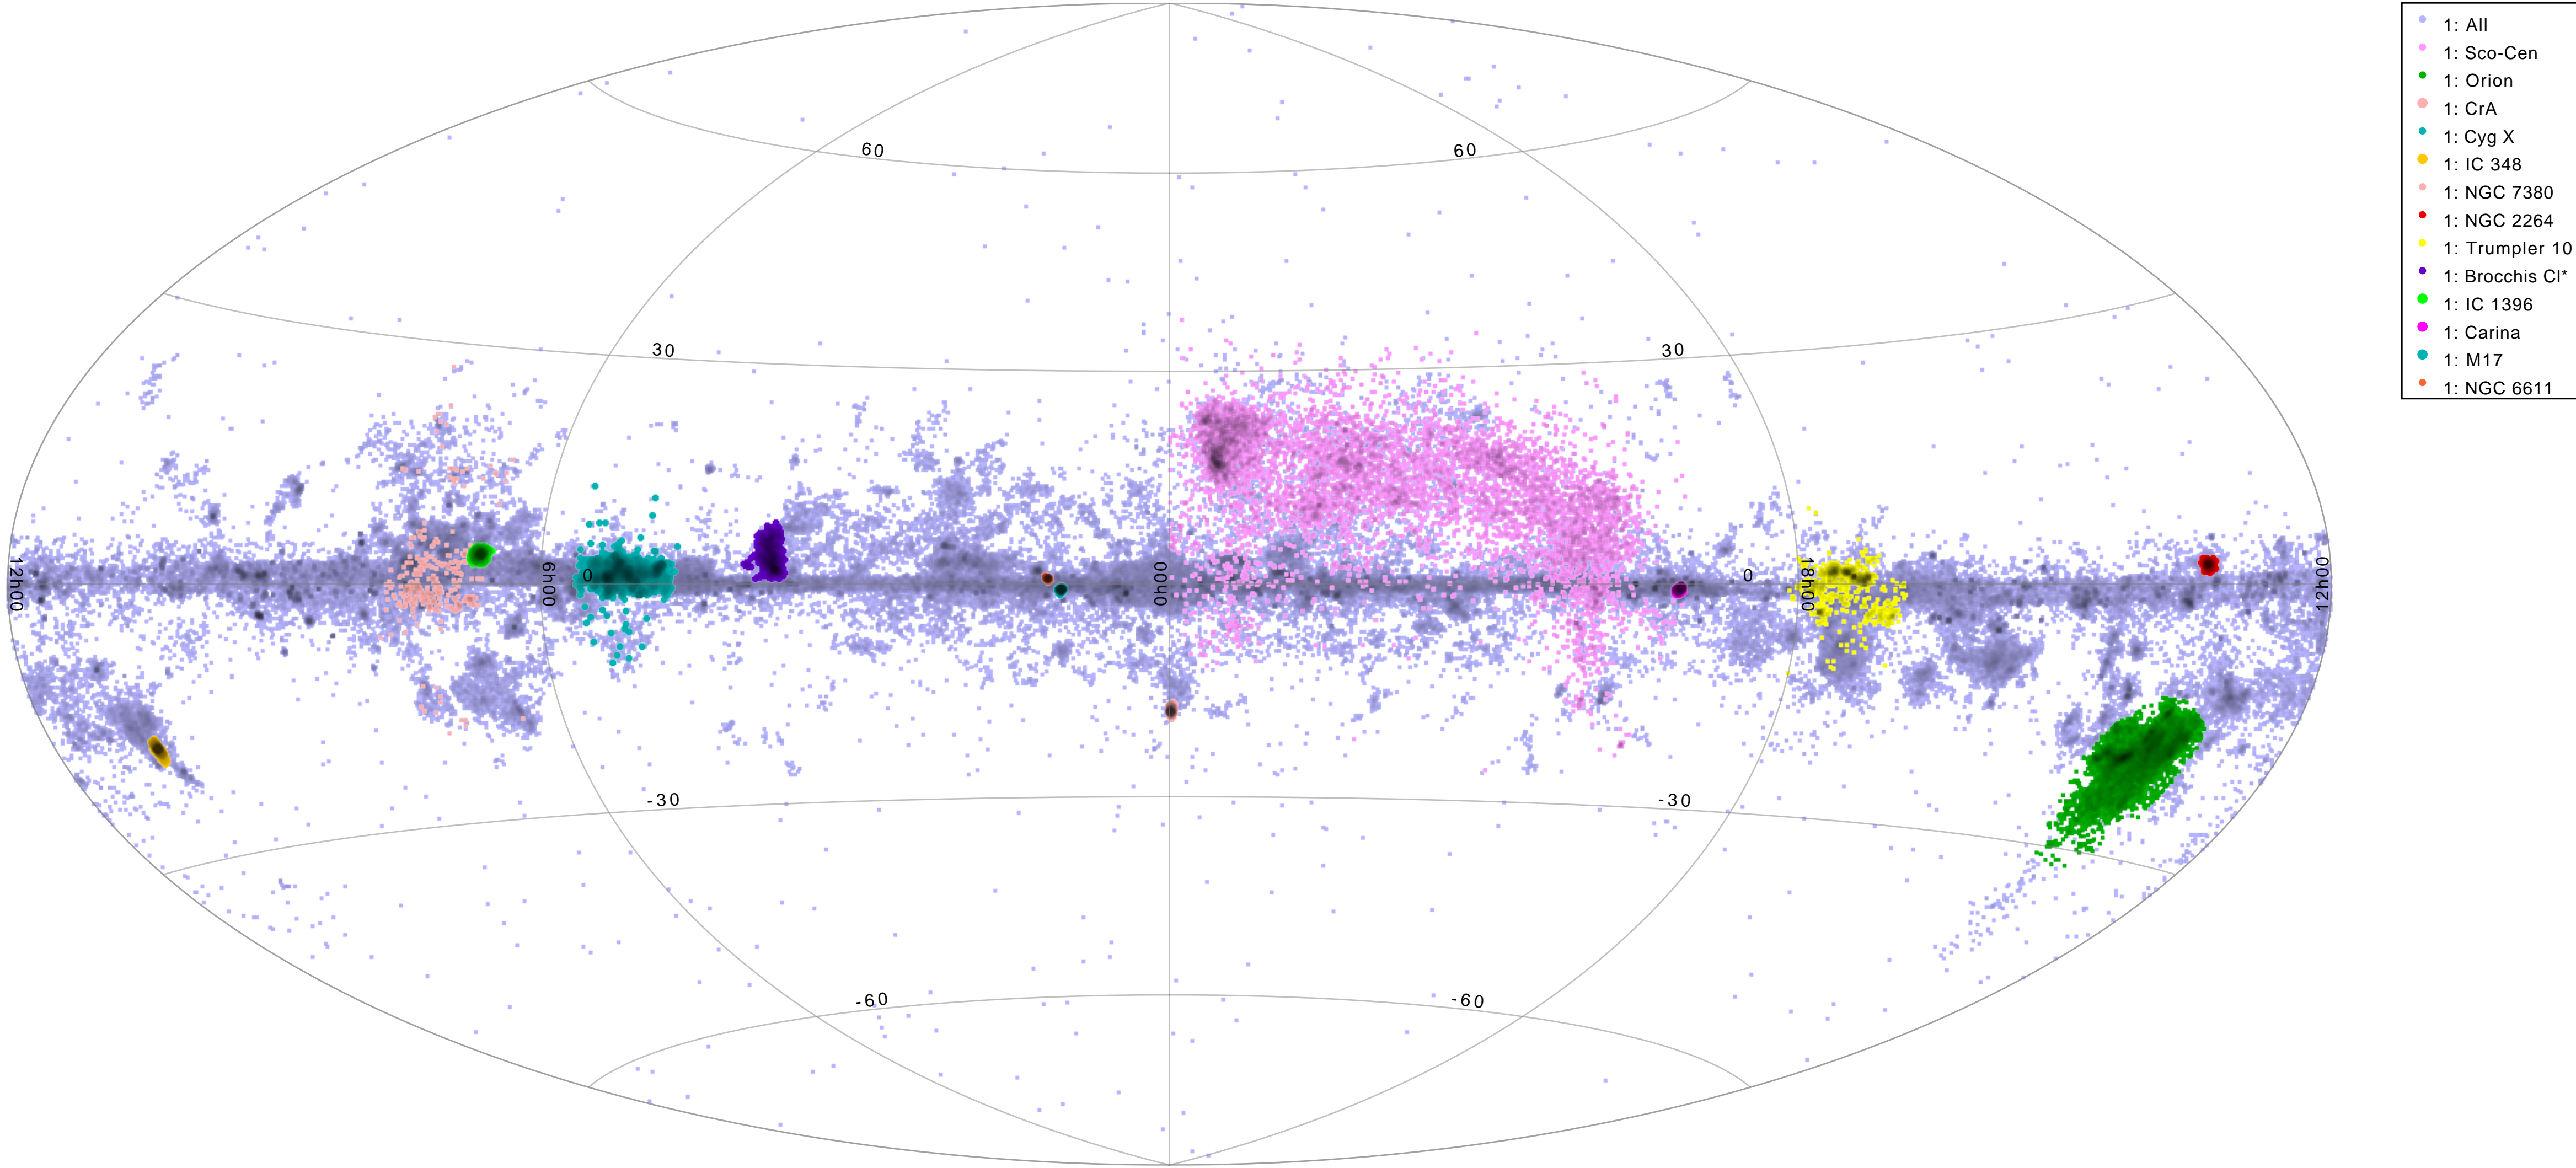 60
60
30
30
12h00
6h00
0
00h0
0
18h00
12h00
-30
-30
-60
-60
1: All
1: Sco-Cen
1: Orion
1: CrA
1: Cyg X
1: IC 348
1: NGC 7380
1: NGC 2264
1: Trumpler 10
1: Brocchis Cl*
1: IC 1396
1: Carina
1: M17
1: NGC 6611